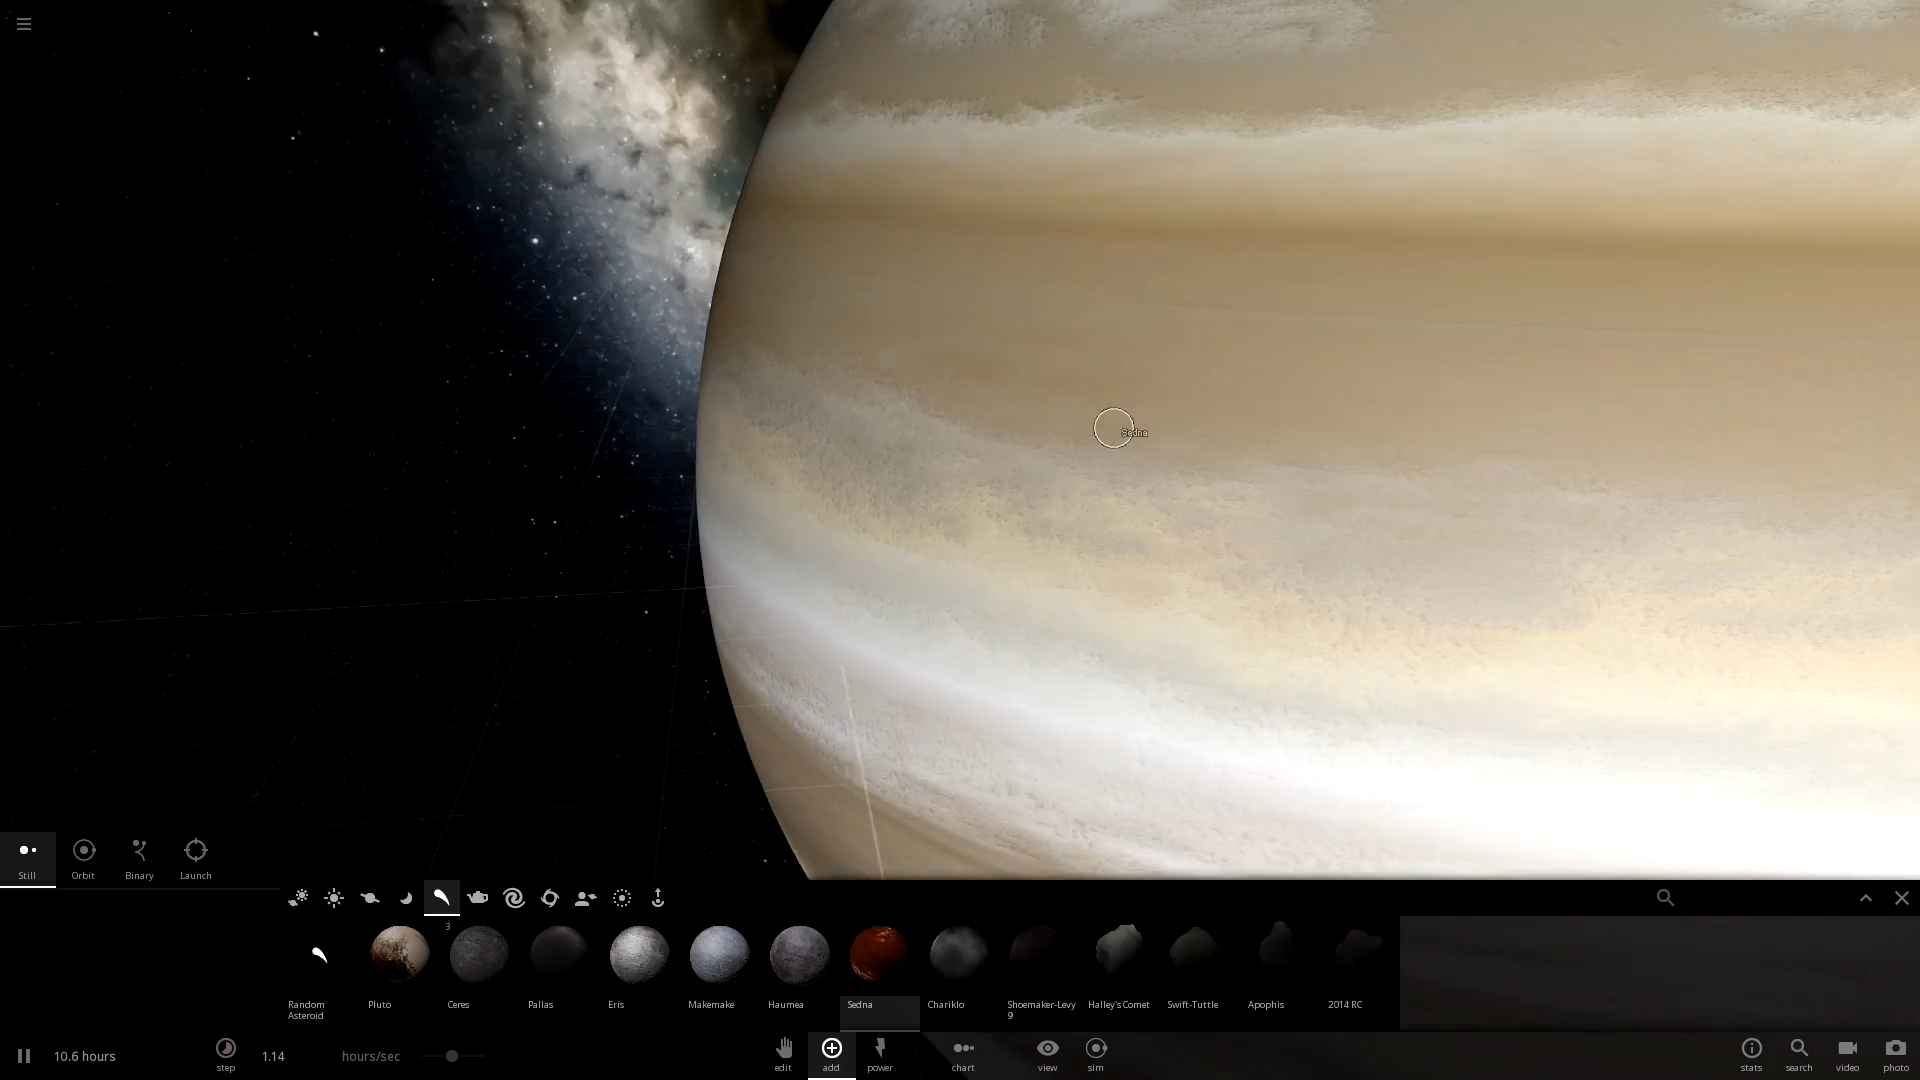 Sedna
Still
Orbit
Binary
Launch
3
Random
Asteroid
Pluto
Ceres
Pallas
Eris
Makemake
Haumea
Sedna
Chariklo
Shoemaker-Levy
9
Halley's Comet
Swift-Tuttle
Apophis
2014 RC
10.6 hours
step
1.14
hours/sec
edit
add
power
chart
view
sim
stats
search
video
photo